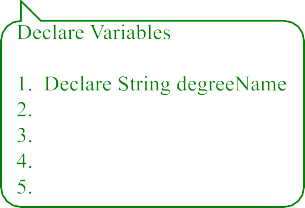 Declare Variables
1. Declare String degreeName
2.
3.
4.
5.